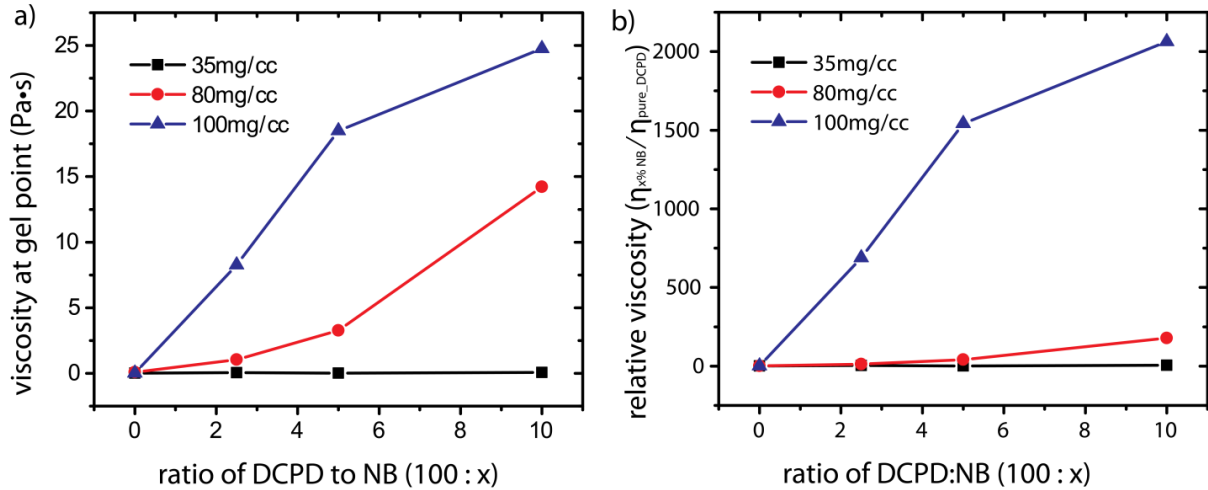 a)
viscosity at gel point (Pa•s)
25
20
15
10
5
0
35mg/cc
80mg/cc
100mg/cc
0 2 4 6 8 10
ratio of DCPD to NB (100 : x)
b)
relative viscosity (η x% NB / η pure_DCPD)
2000
1500
1000
500
0
35mg/cc
80mg/cc
100mg/cc
0 2 4 6 8 10
ratio of DCPD:NB (100 : x)